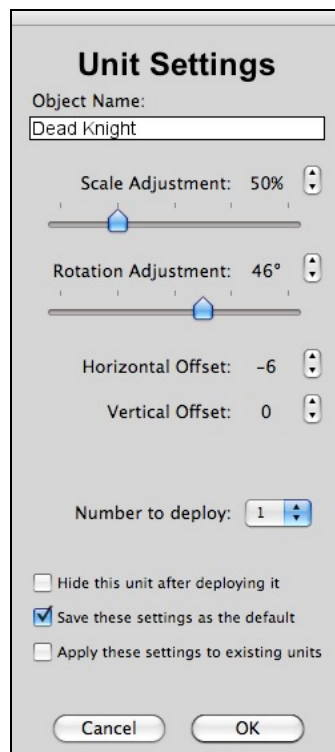 Unit Settings
Object Name:
Dead Knight
Scale Adjustment: 50%
Rotation Adjustment: 46°
Horizontal Offset: -6
Vertical Offset: 0
Number to deploy: 1
Hide this unit after deploying it
Save these settings as the default
Apply these settings to existing units
Cancel OK